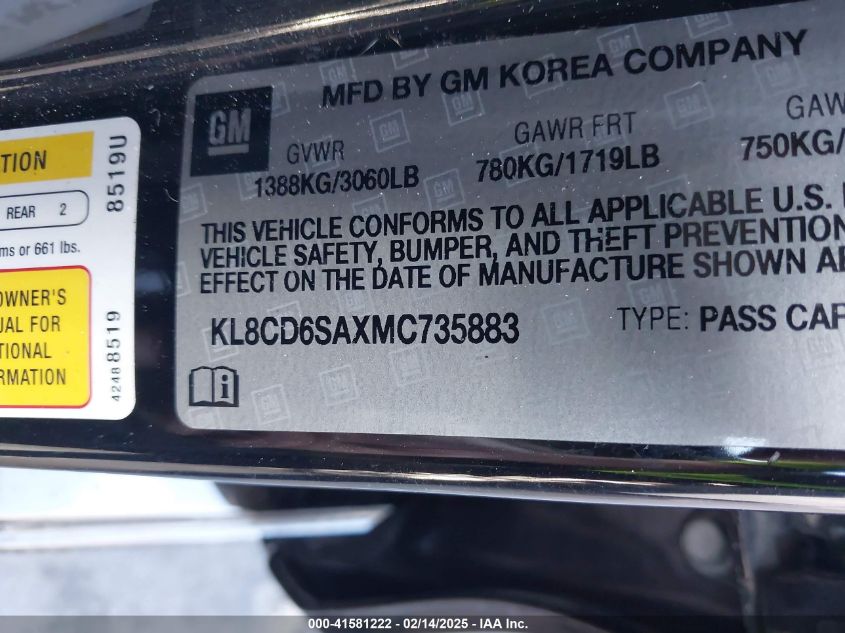 TION
REAR 2
ms or 661 lbs.
OWNER'S
UAL FOR
TIONAL
RMATION
8519U
42488519
MFD BY GM KOREA COMPANY
GM
GVWR
1388KG/3060LB
GAWR FRT
780KG/1719LB
GAW
750KG/
THIS VEHICLE CONFORMS TO ALL APPLICABLE U.S.
VEHICLE SAFETY, BUMPER, AND THEFT PREVENTION
EFFECT ON THE DATE OF MANUFACTURE SHOWN AB
KL8CD6SAXMC735883
TYPE: PASS CAR
i
000-41581222 - 02/14/2025 - IAA Inc.